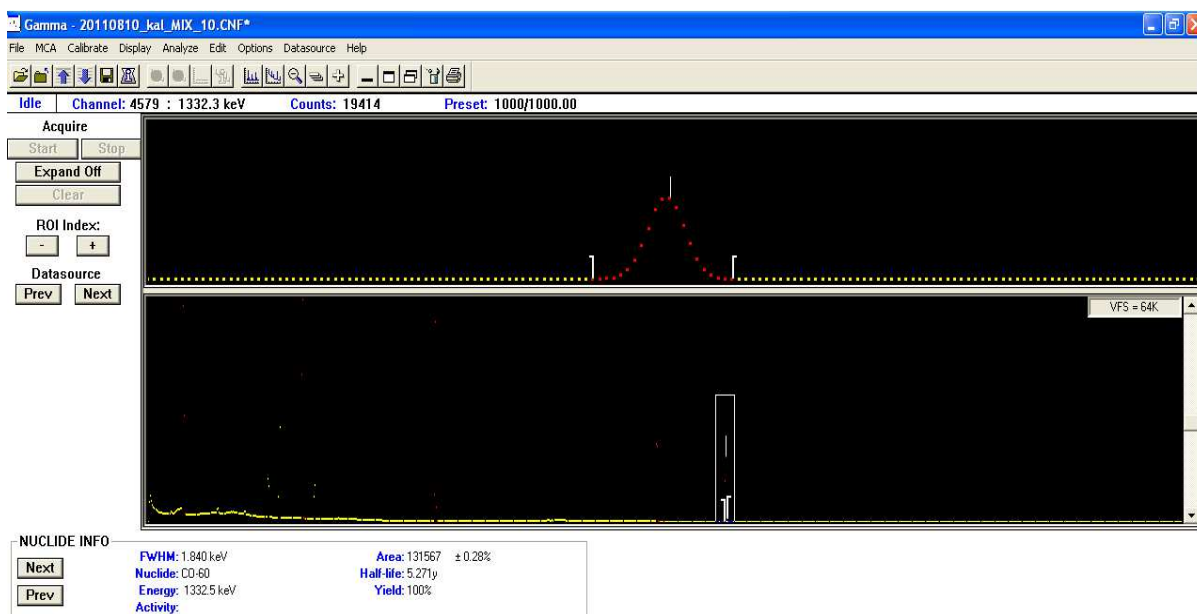 Gamma - 20110810_kal_MIX_10.CNF*
File MCA Calibrate Display Analyze Edit Options Datasource Help
Idle Channel: 4579 : 1332.3 keV Counts: 19414 Preset: 1000/1000.00
Acquire
Start Stop
Expand Off
Clear
ROI Index:
- +
Datasource
Prev Next
VFS = 64K
NUCLIDE INFO
Next
Prev
FWHM: 1.840 keV Area: 131567 ± 0.28%
Nuclide: CO-60 Half-life: 5.271y
Energy: 1332.5 keV Yield: 100%
Activity: